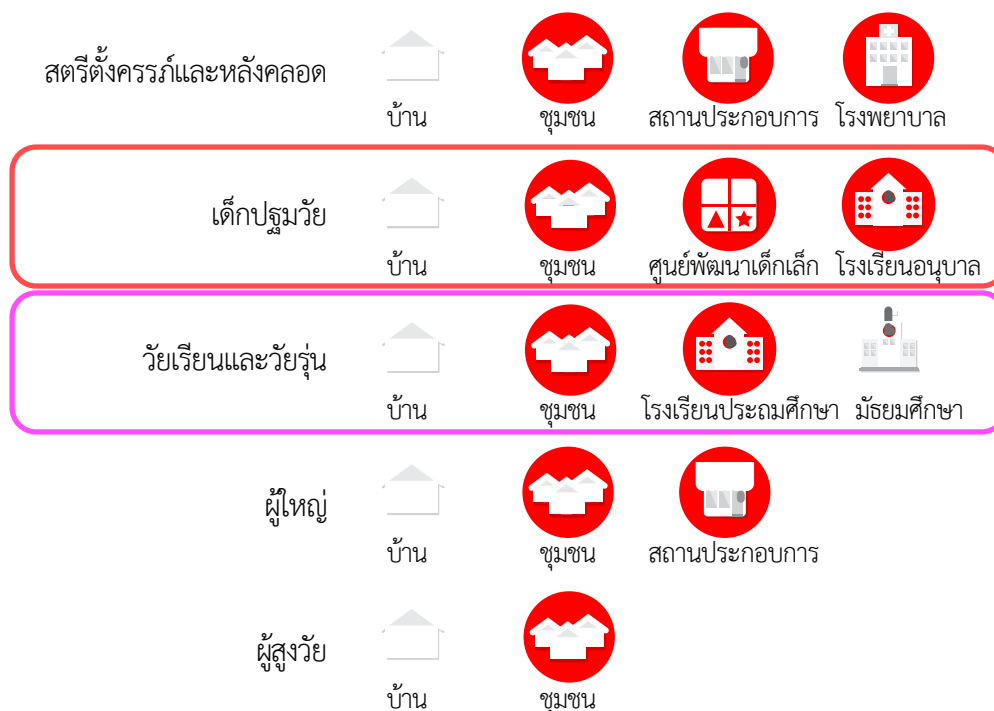 สตรีตั้งครรภ์และหลังคลอด
บ้าน ชุมชน สถานประกอบการ โรงพยาบาล
เด็กปฐมวัย
บ้าน ชุมชน ศูนย์พัฒนาเด็กเล็ก โรงเรียนอนุบาล
วัยเรียนและวัยรุ่น
บ้าน ชุมชน โรงเรียนประถมศึกษา มัธยมศึกษา
ผู้ใหญ่
บ้าน ชุมชน สถานประกอบการ
ผู้สูงวัย
บ้าน ชุมชน